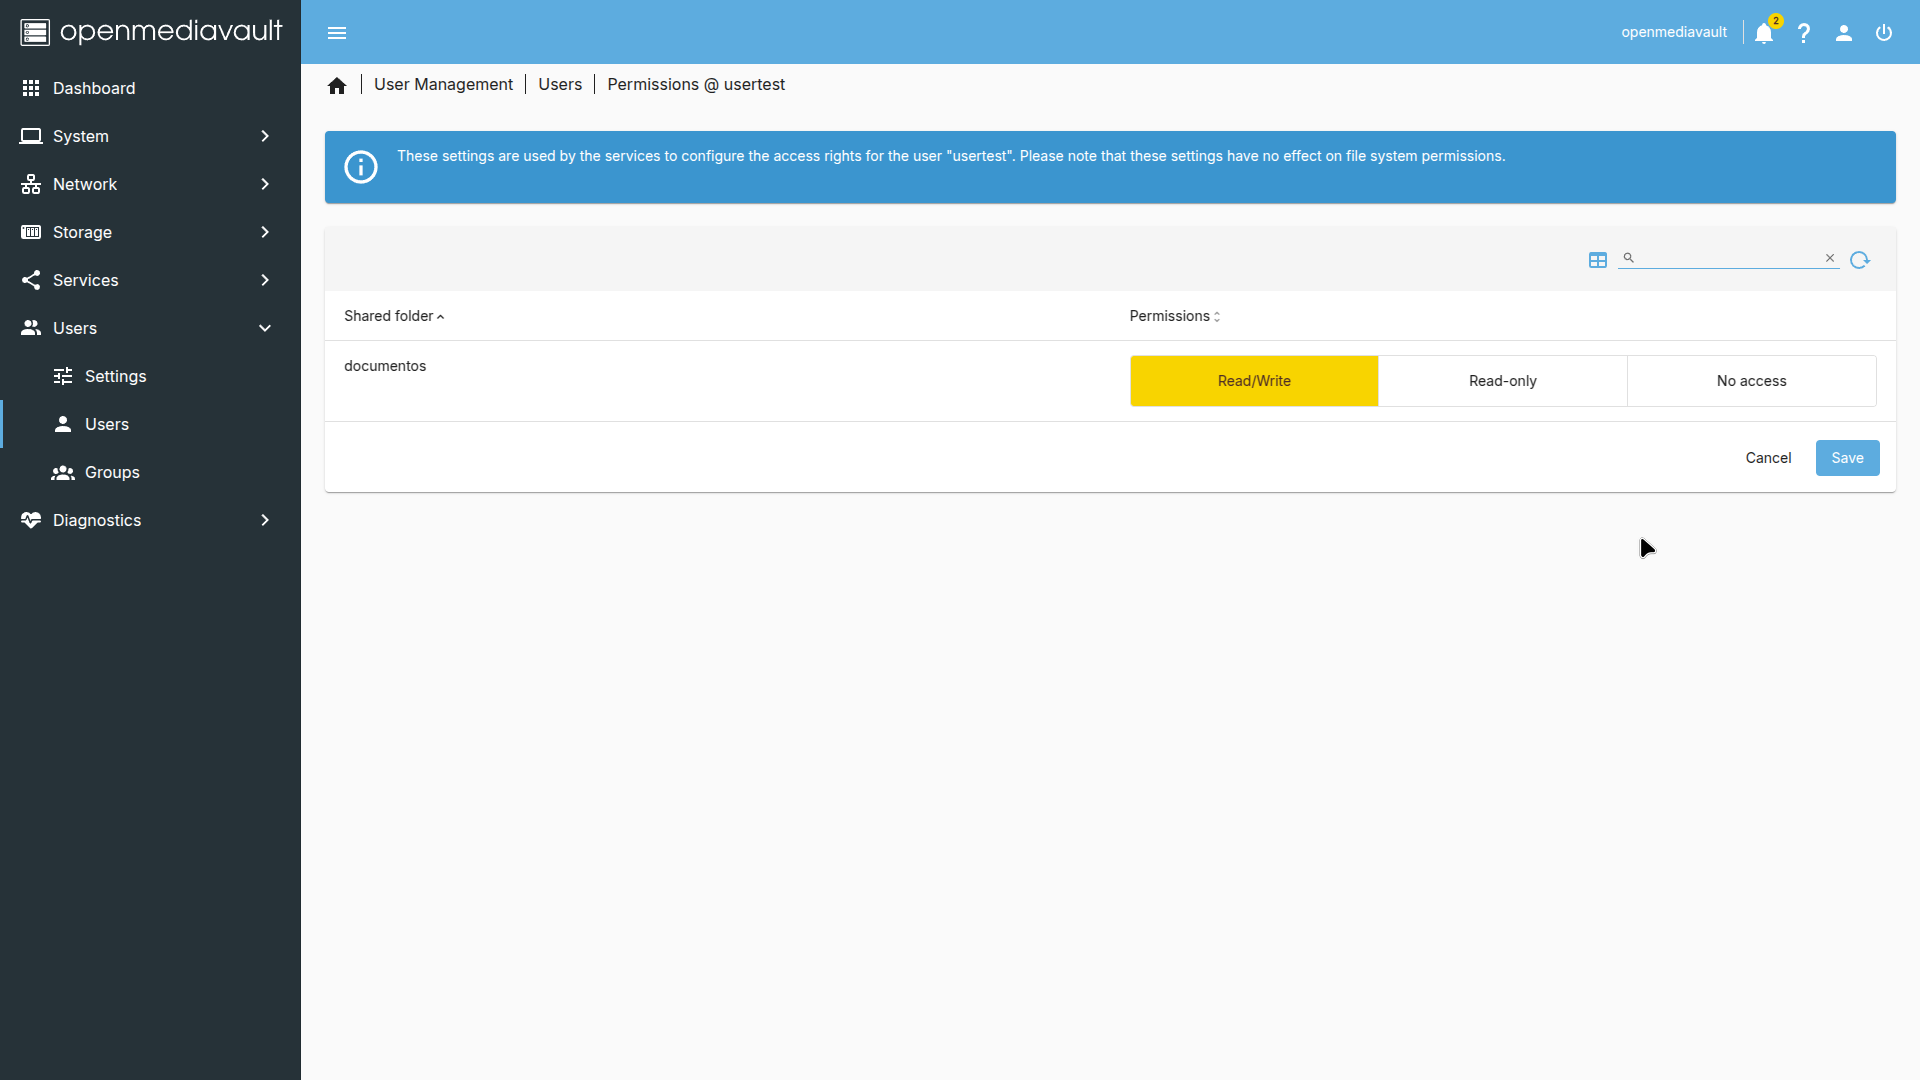 openmediavault
openmediavault
2
Dashboard
System
Network
Storage
Services
Users
Settings
Users
Groups
Diagnostics
User Management
Users
Permissions @ usertest
These settings are used by the services to configure the access rights for the user "usertest". Please note that these settings have no effect on file system permissions.
Shared folder
Permissions
documentos
Read/Write
Read-only
No access
Cancel
Save